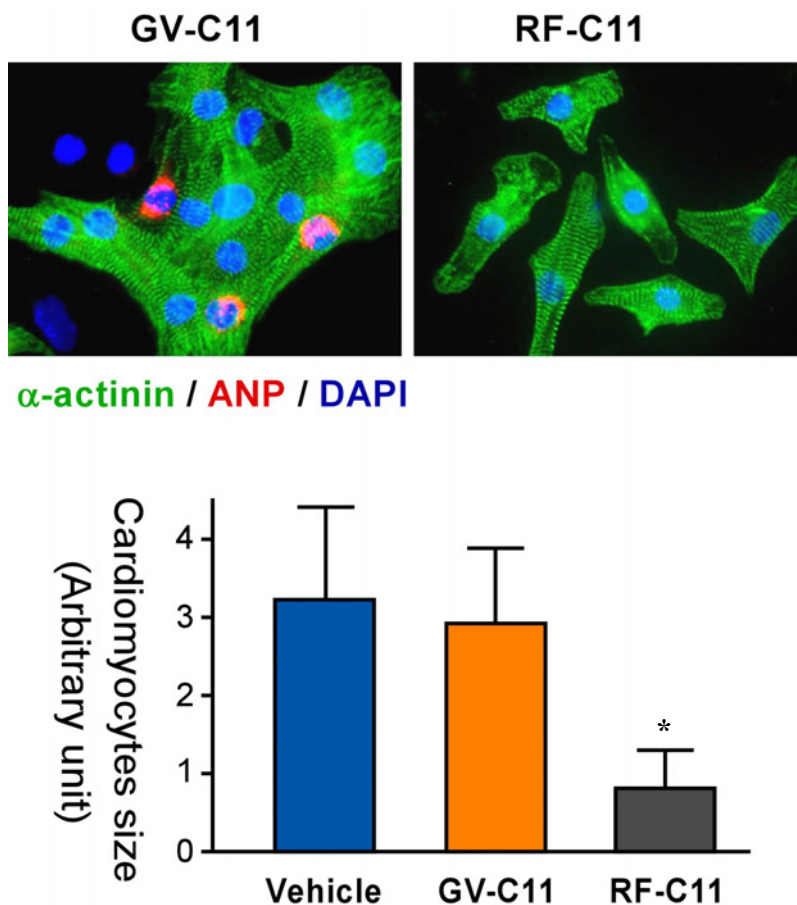 GV-C11
RF-C11
α-actinin / ANP / DAPI
Cardiomyocytes size
(Arbitrary unit)
4
3
2
1
0
*
Vehicle
GV-C11
RF-C11